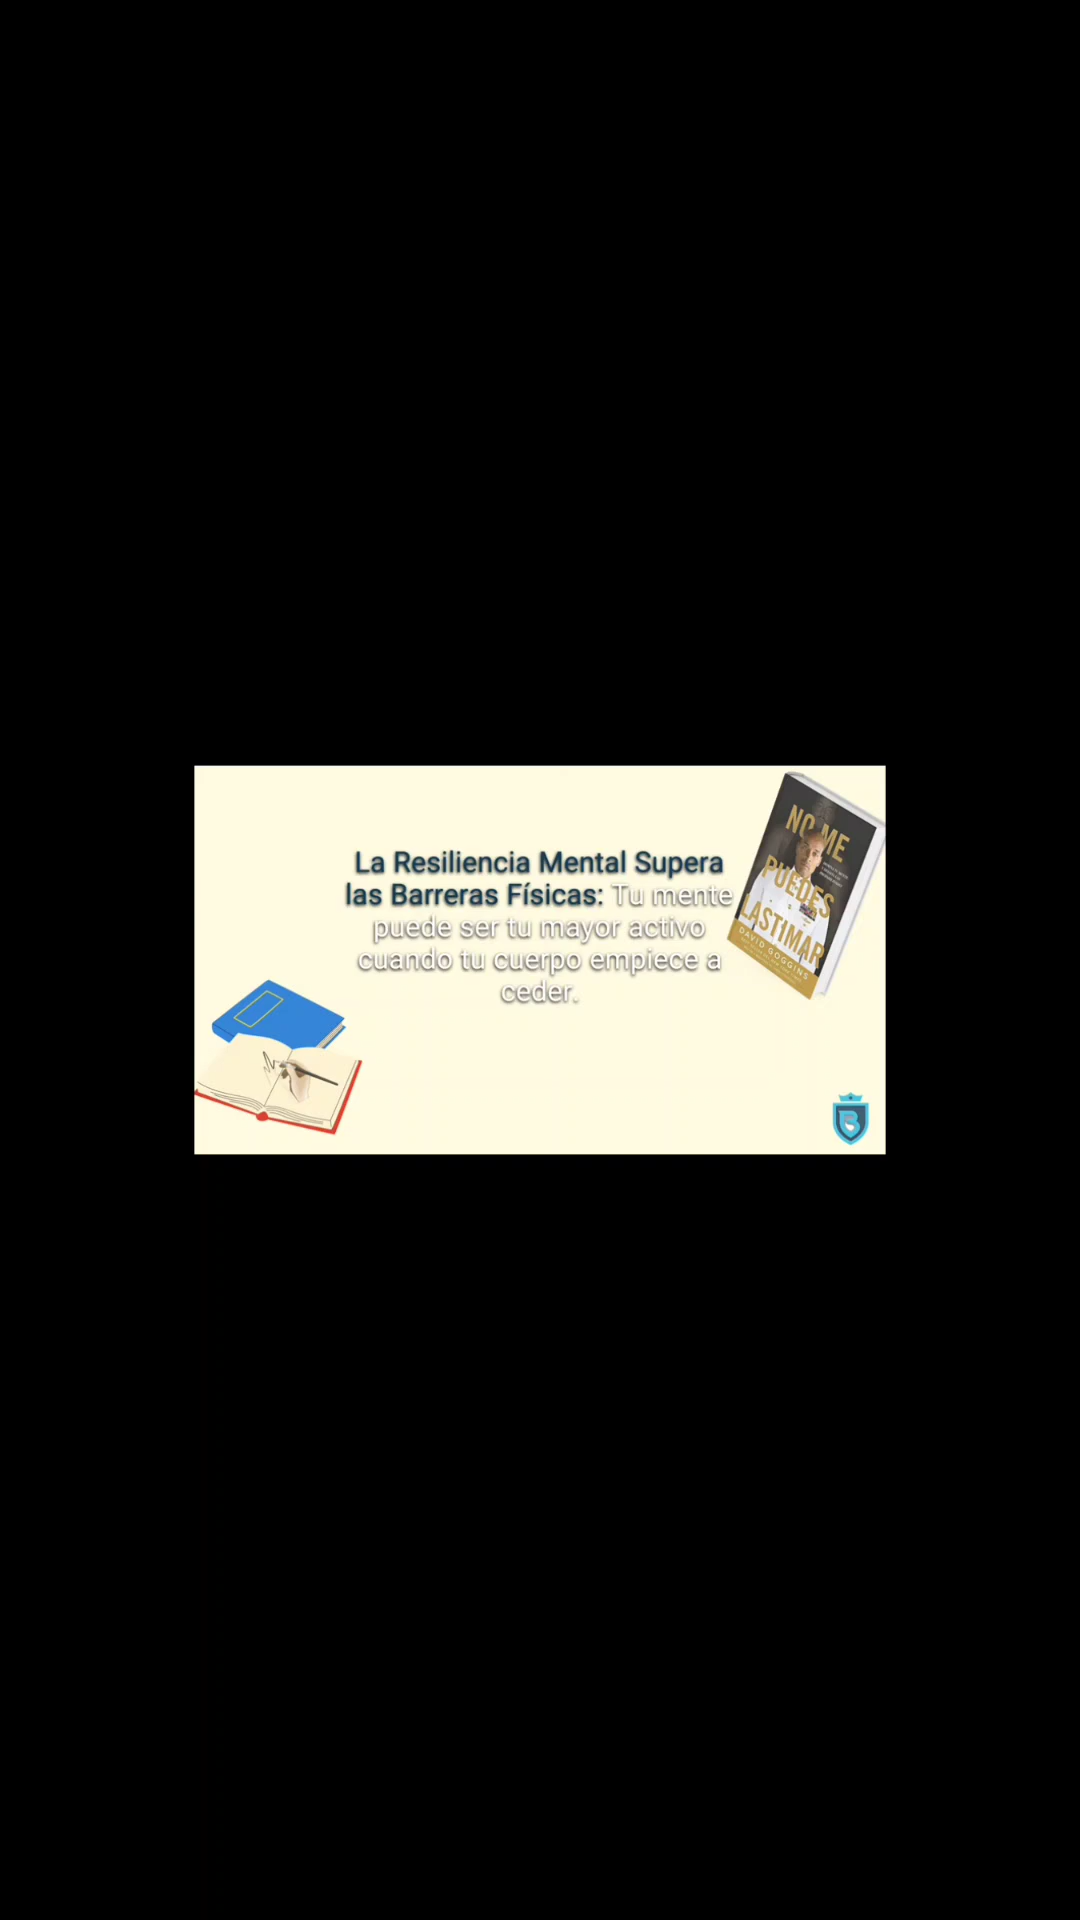 La Resiliencia Mental Supera
las Barreras Físicas: Tu mente
puede ser tu mayor activo
cuando tu cuerpo empiece a
ceder.
NO ME
PUEDES
LASTIMAR
DAVID GOGGINS